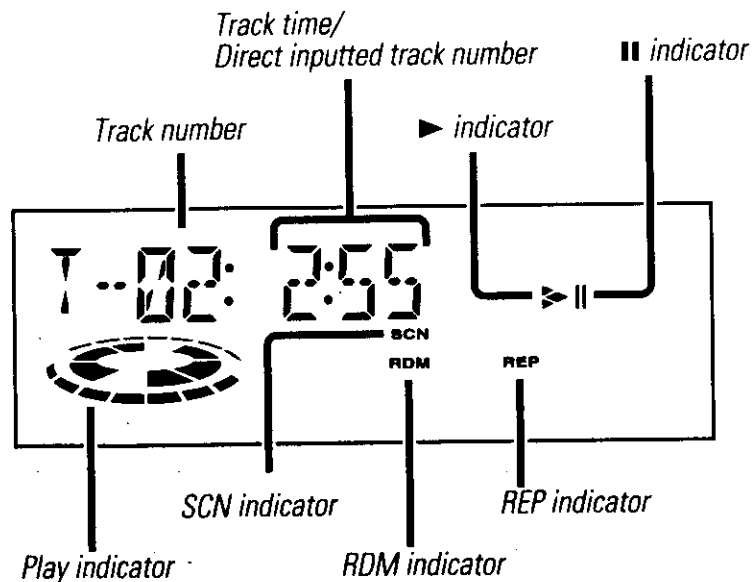 Track time/
Direct inputted track number
II indicator
Track number
► indicator
T--02: 2:55
SCN
RDM
REP
SCN indicator
REP indicator
Play indicator
RDM indicator